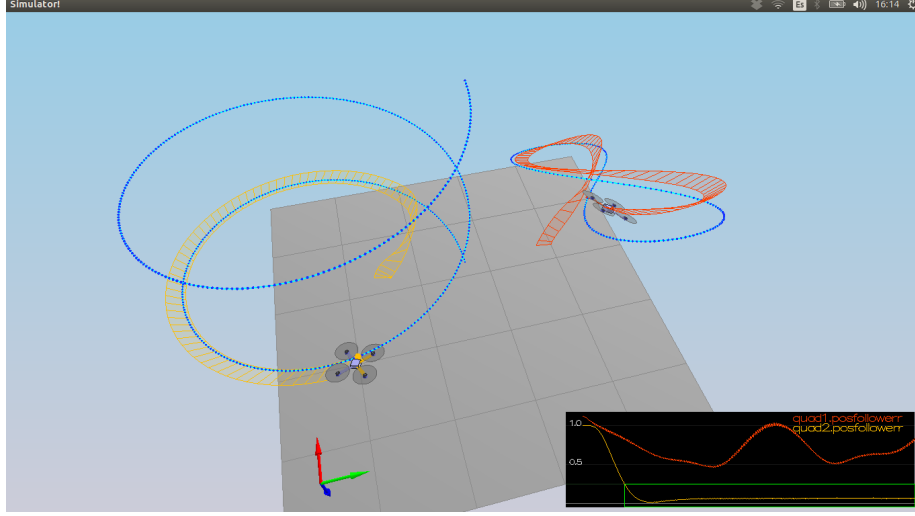 Simulator!
Es
16:14
quad1.posfollowerr
1.0
quad2.posfollowerr
0.5